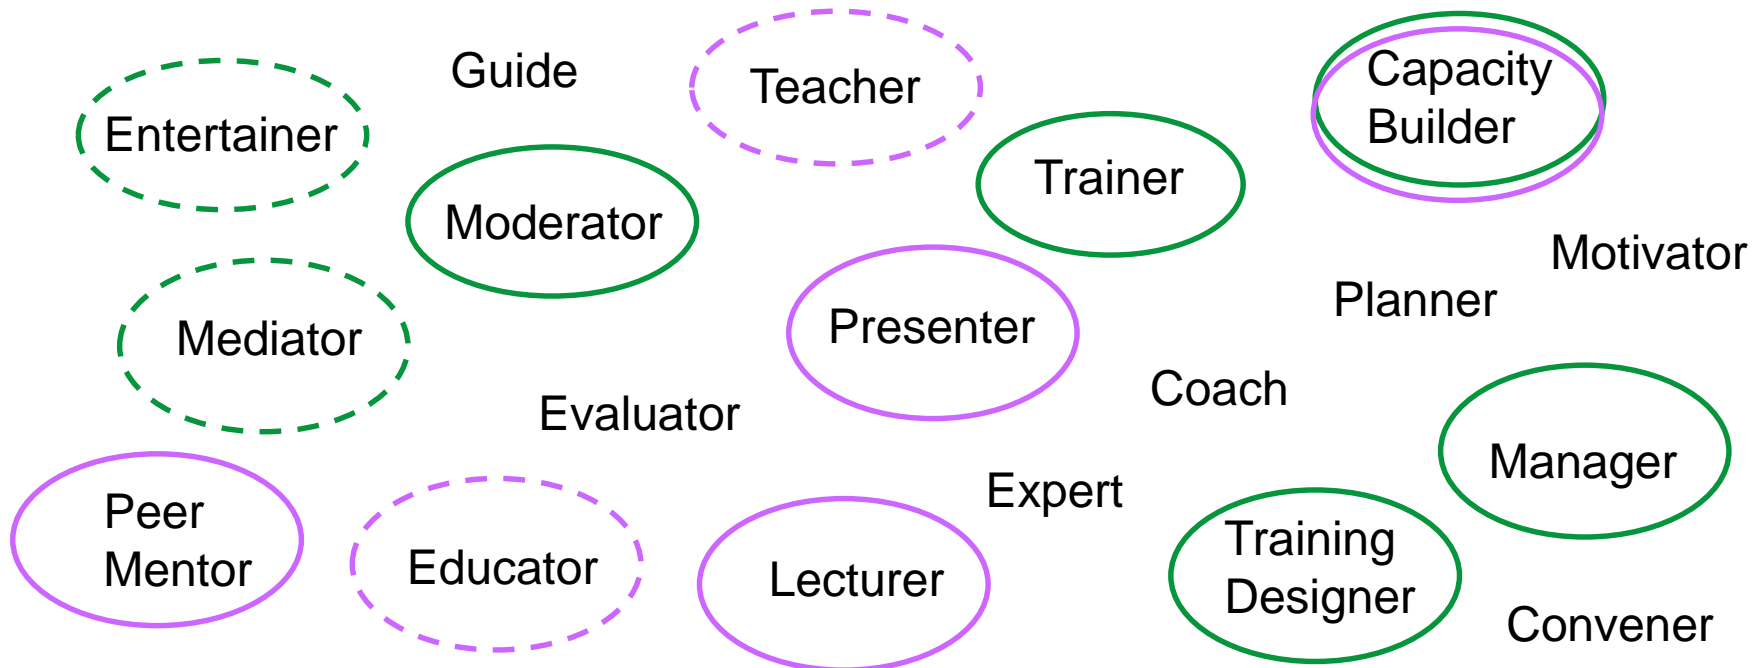 Guide
Teacher
Capacity
Builder
Entertainer
Trainer
Moderator
Motivator
Planner
Presenter
Mediator
Coach
Evaluator
Manager
Expert
Peer
Mentor
Educator
Lecturer
Training
Designer
Convener